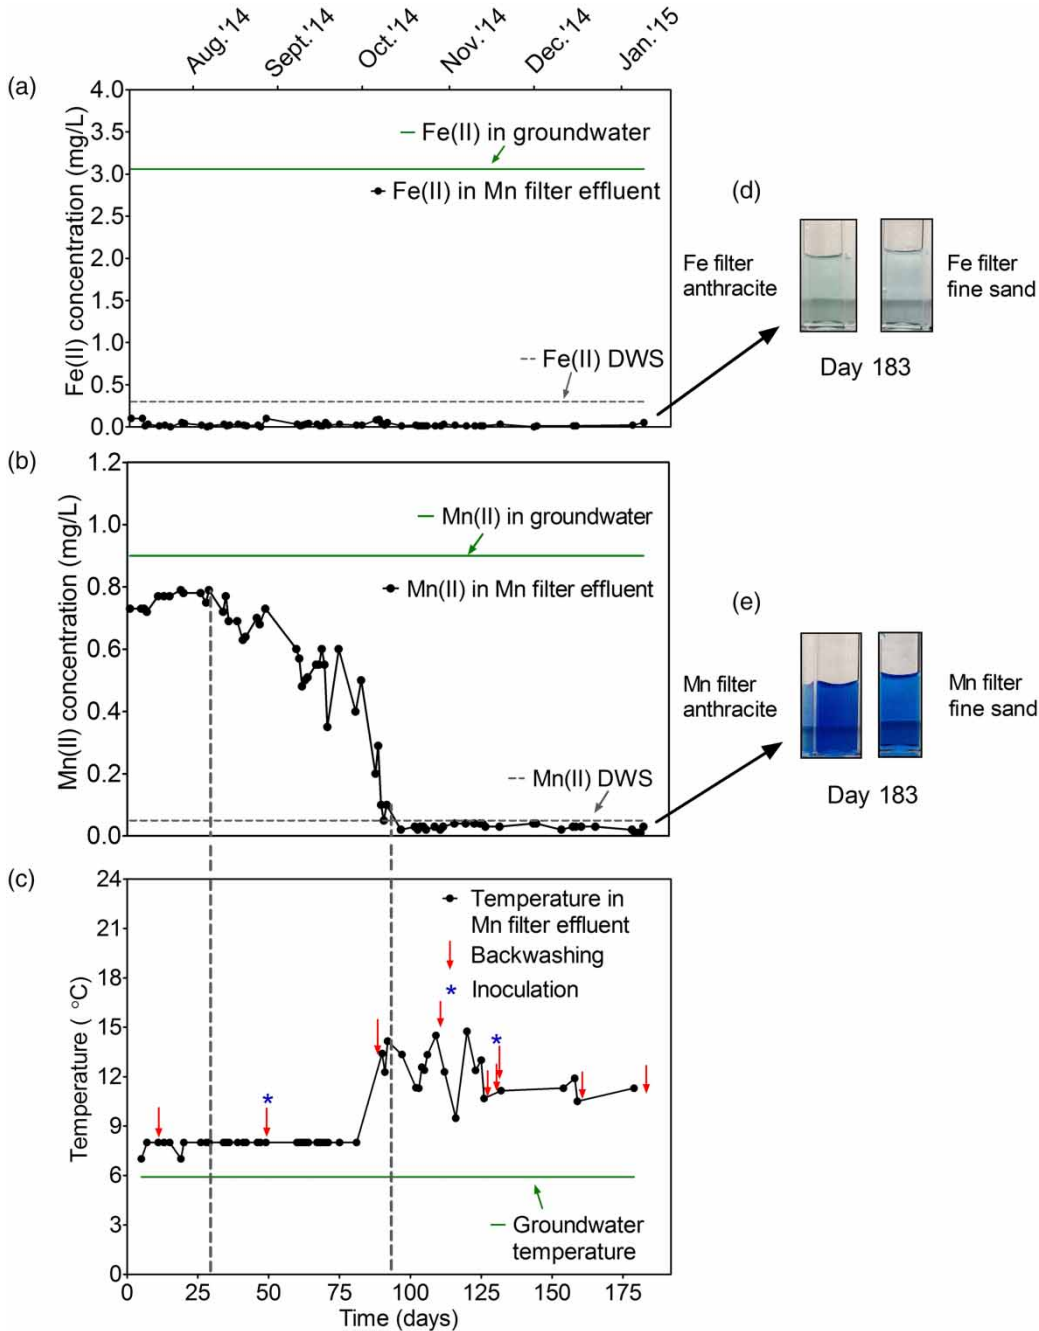 Aug.'14
Sept.'14
Oct.'14
Nov.'14
Dec.'14
Jan.'15
(a)
Fe(II) concentration (mg/L)
4.0
3.5
3.0
2.5
2.0
1.5
1.0
0.5
0.0
Fe(II) in groundwater
Fe(II) in Mn filter effluent
Fe(II) DWS
(d)
Fe filter
anthracite
Fe filter
fine sand
Day 183
(b)
Mn(II) concentration (mg/L)
1.2
1.0
0.8
0.6
0.4
0.2
0.0
Mn(II) in groundwater
Mn(II) in Mn filter effluent
Mn(II) DWS
(e)
Mn filter
anthracite
Mn filter
fine sand
Day 183
(c)
Temperature ( °C)
24
21
18
15
12
9
6
3
0
Temperature in
Mn filter effluent
Backwashing
* Inoculation
*
*
Groundwater
temperature
0
25
50
75
100
125
150
175
Time (days)